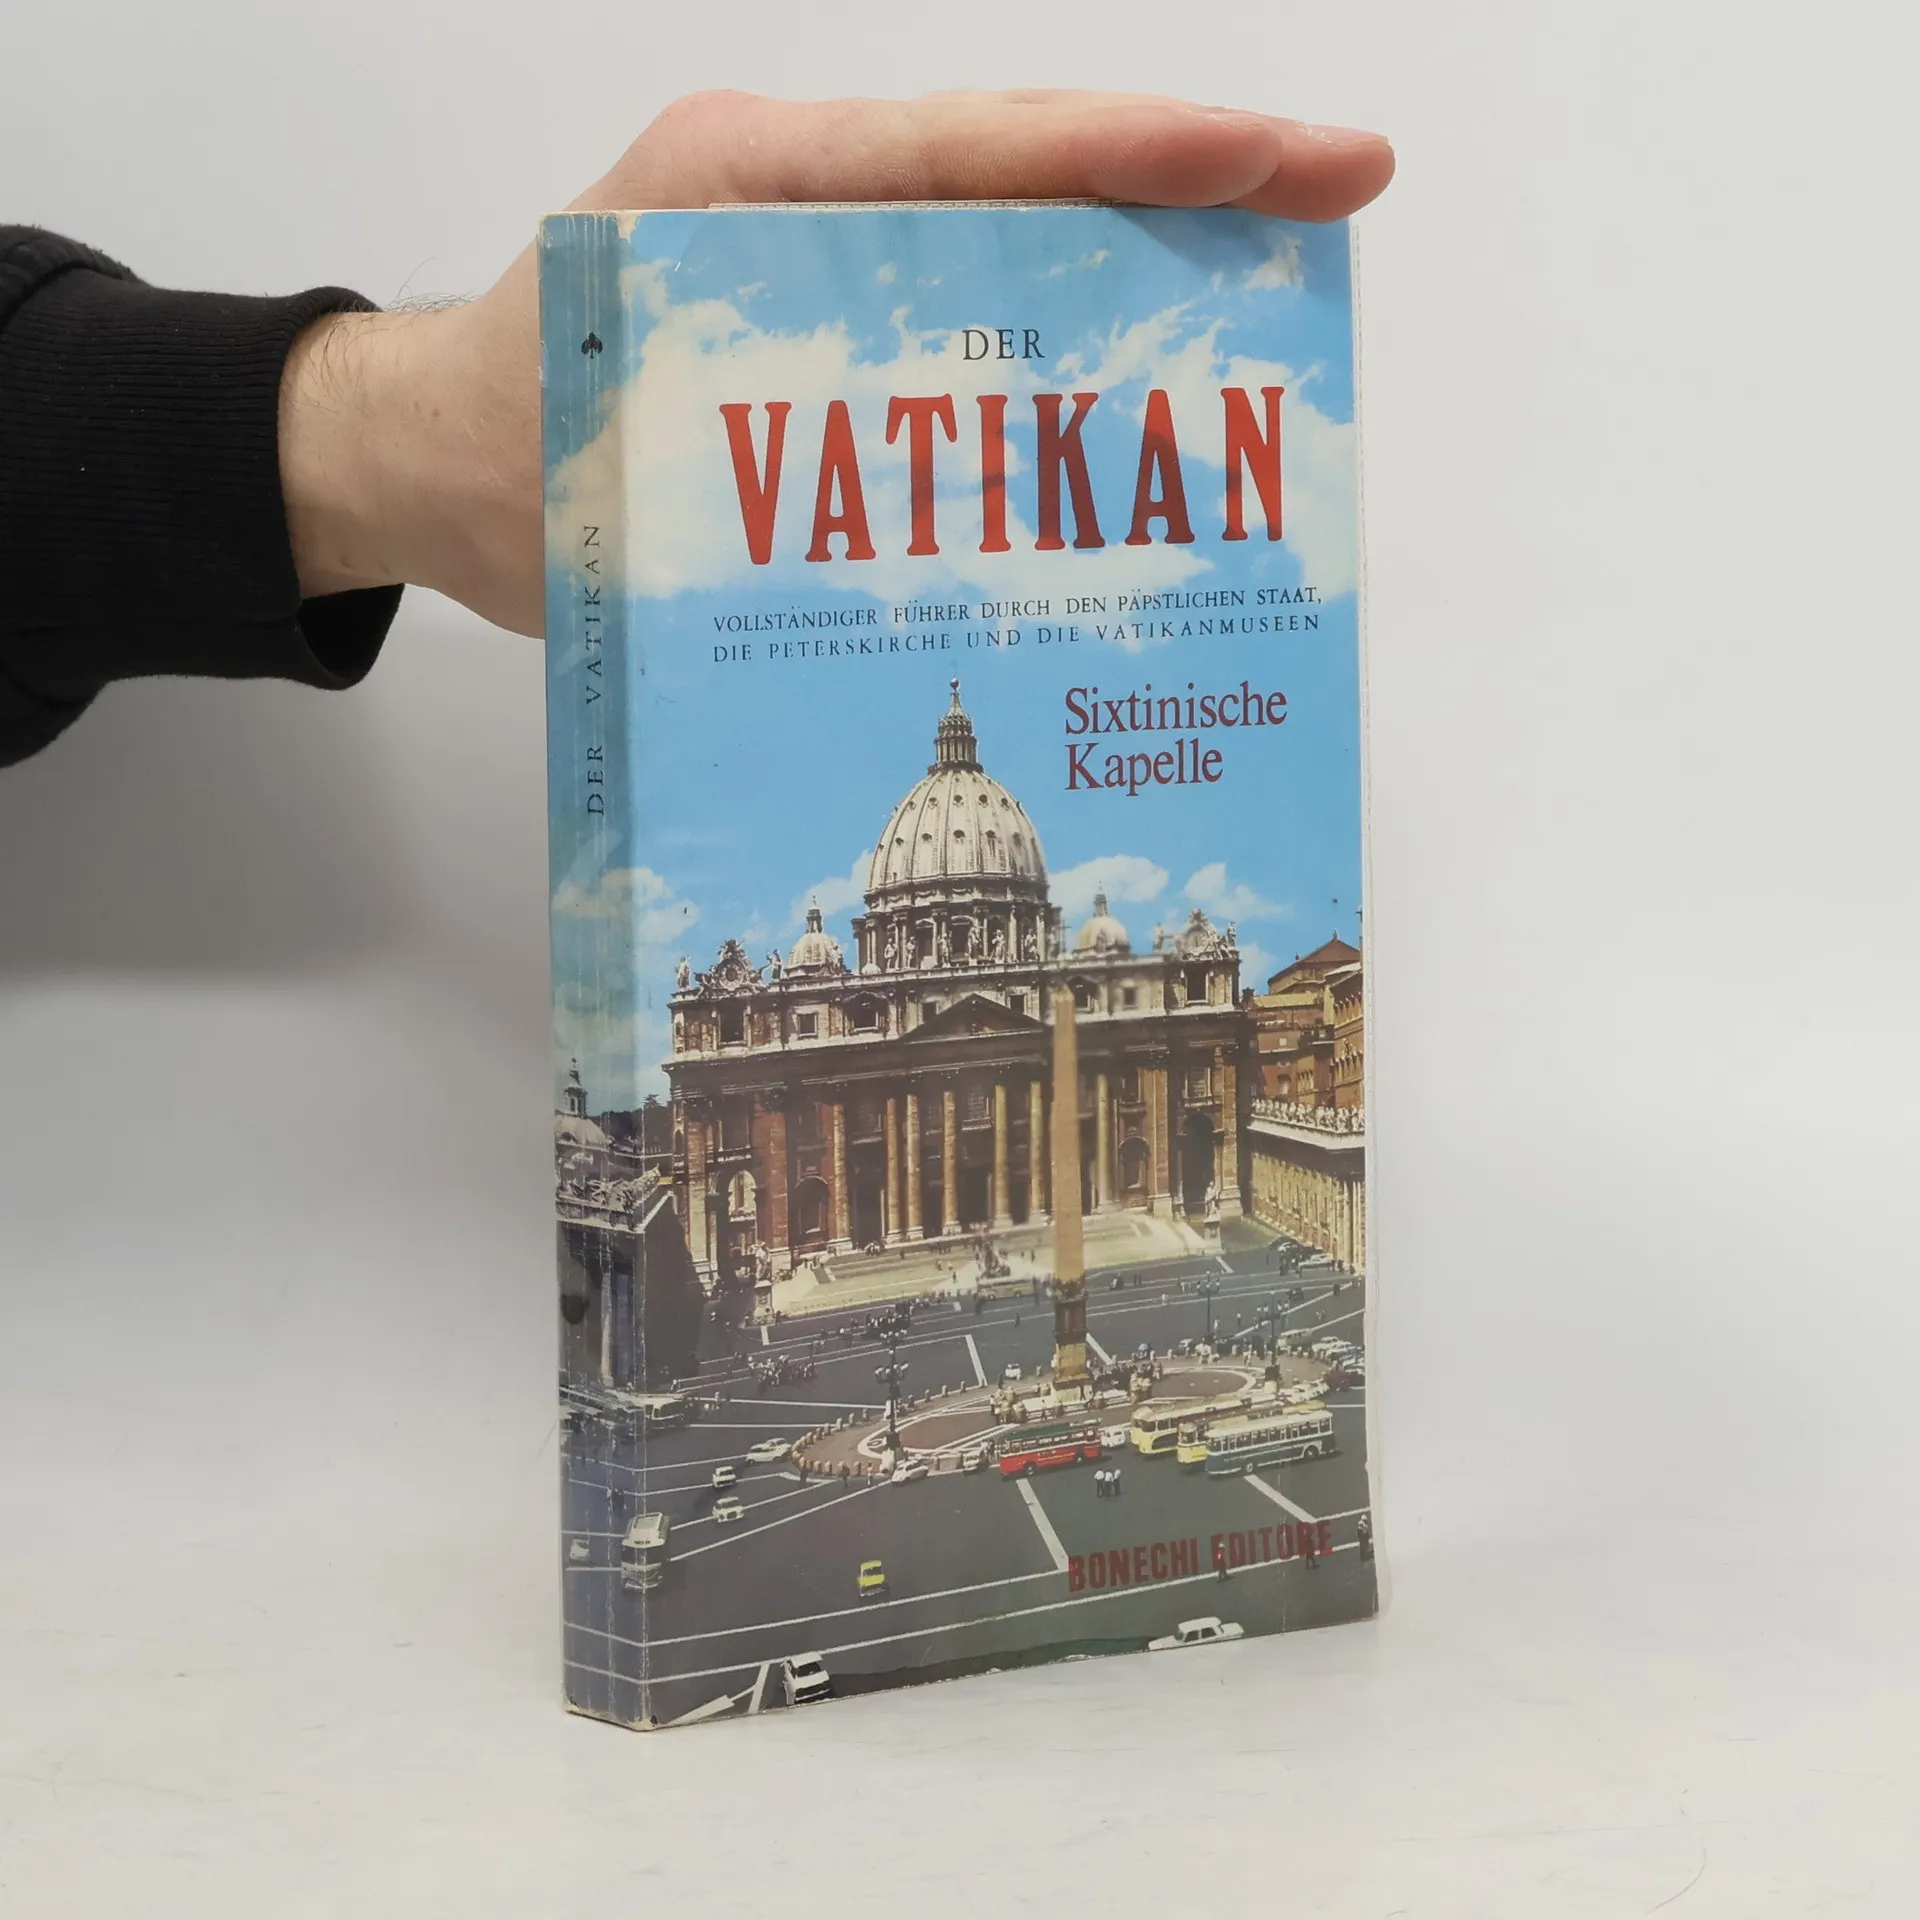 DER
VATIKAN
VOLLSTÄNDIGER FÜHRER DURCH DEN PÄPSTLICHEN STAAT,
DIE PETERSKIRCHE UND DIE VATIKANMUSEEN
Sixtinische
Kapelle
BONECHI EDITORE
DER VATIKAN